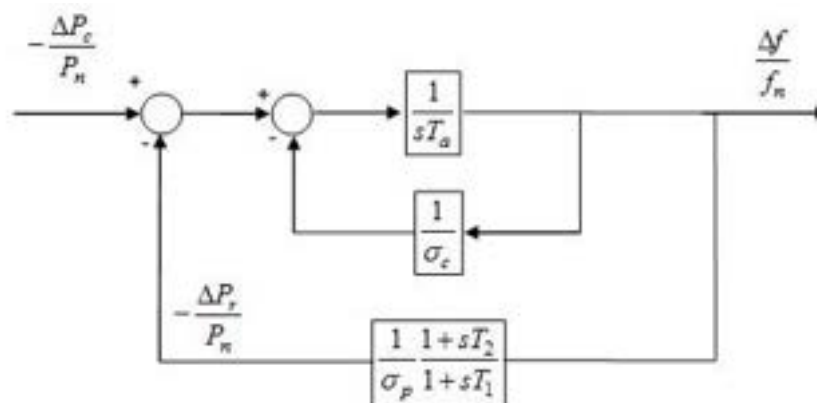 -ΔP_c/P_n
+
-
+
-
1/sT_a
Δf/f_n
1/σ_c
-ΔP_r/P_n
1/σ_p 1+sT_2/1+sT_1